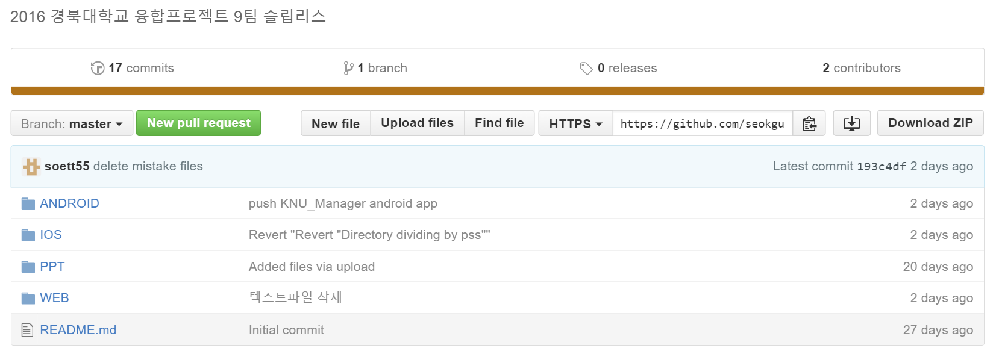 2016 경북대학교 융합프로젝트 9팀 슬립리스
17 commits 1 branch 0 releases 2 contributors
Branch: master New pull request New file Upload files Find file HTTPS https://github.com/seokgu Download ZIP
soett55 delete mistake files Latest commit 193c4df 2 days ago
ANDROID push KNU_Manager android app 2 days ago
IOS Revert "Revert "Directory dividing by pss"" 2 days ago
PPT Added files via upload 20 days ago
WEB 텍스트파일 삭제 2 days ago
README.md Initial commit 27 days ago